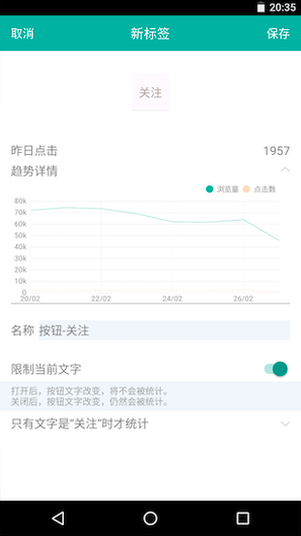 20:35
取消 新标签 保存
关注
昨日点击 1957
趋势详情
浏览量 点击数
80k
70k
60k
50k
40k
30k
20k
10k
0
20/02 22/02 24/02 26/02
名称 按钮-关注
限制当前文字
打开后，按钮文字改变，将不会被统计。
关闭后，按钮文字改变，仍然会被统计。
只有文字是“关注”时才统计